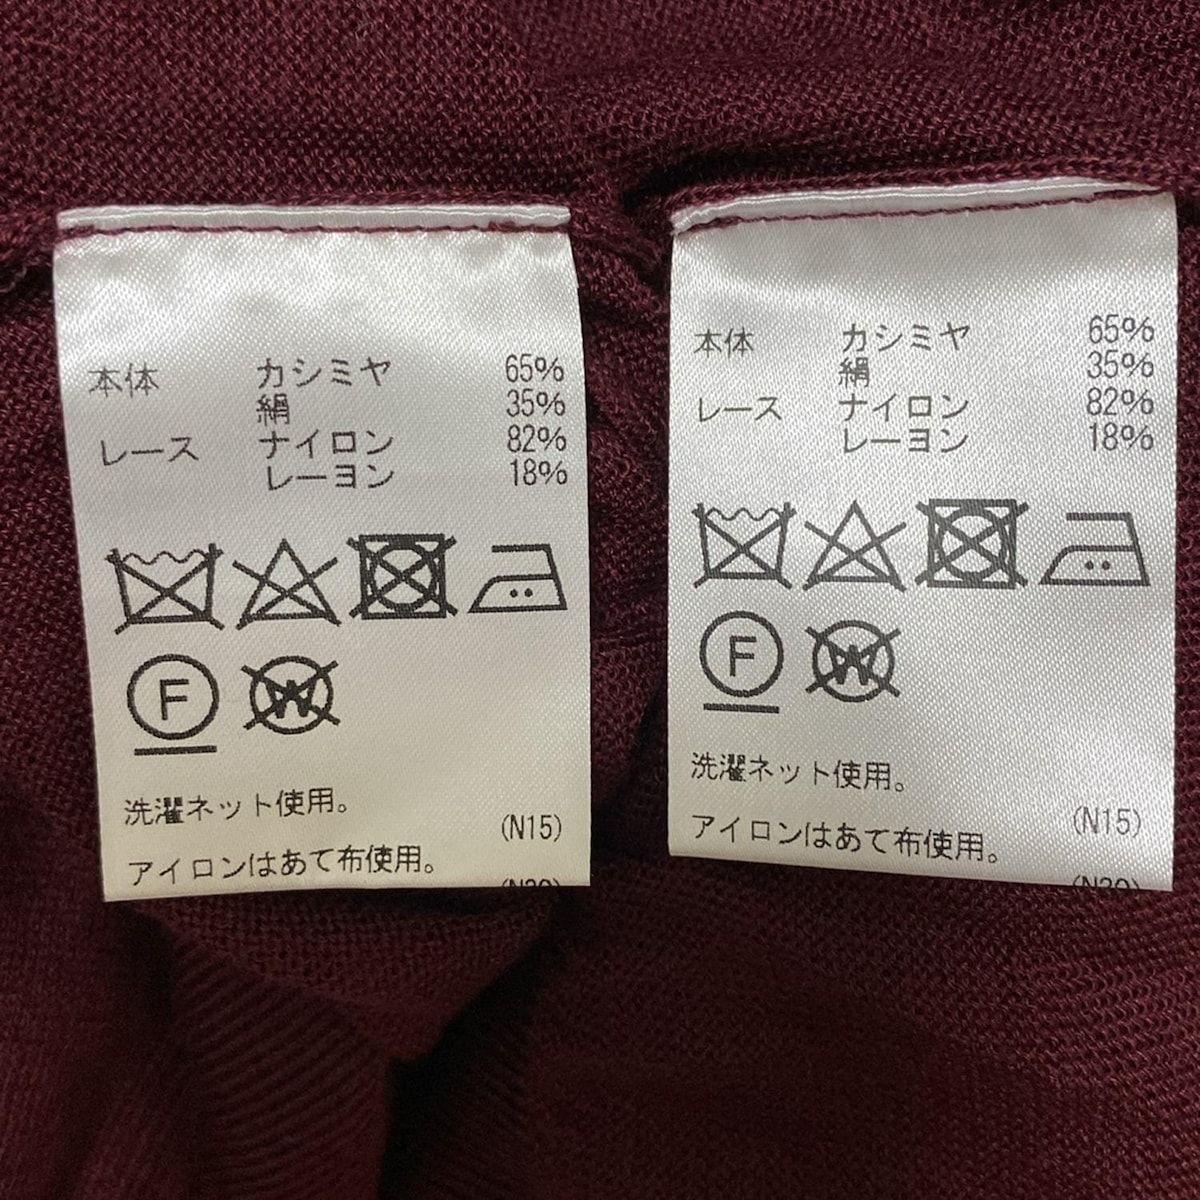 本体 カシミヤ 65%
絹 35%
レース ナイロン 82%
レーヨン 18%
F
W
洗濯ネット使用。
(N15)
アイロンはあて布使用。
本体 カシミヤ 65%
絹 35%
レース ナイロン 82%
レーヨン 18%
F
W
洗濯ネット使用。
(N15)
アイロンはあて布使用。